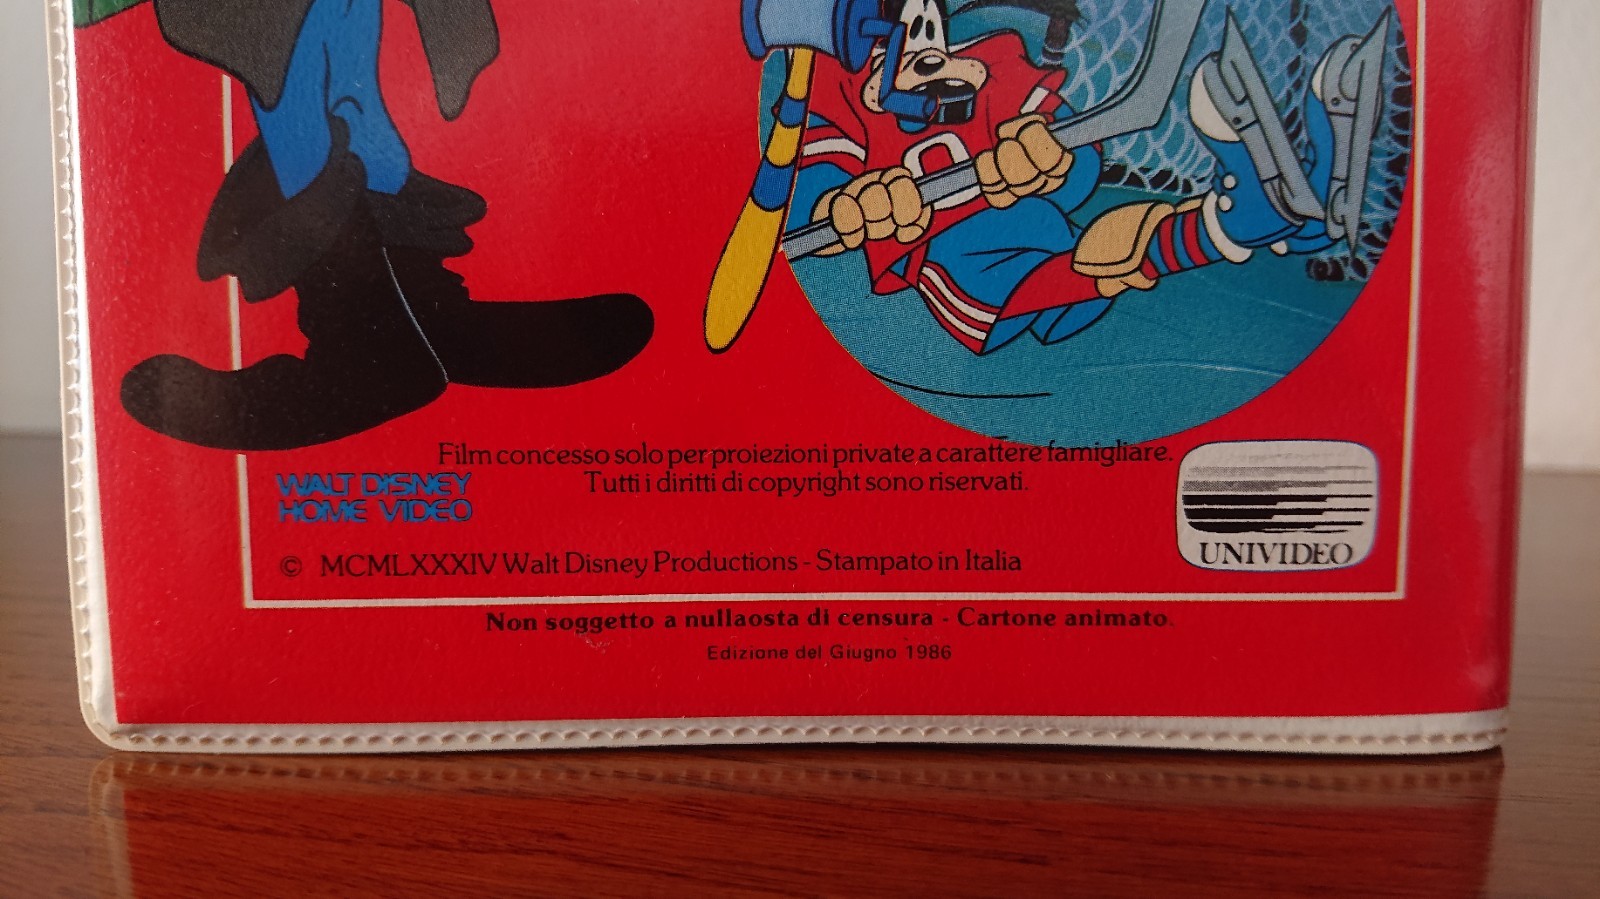 Film concesso solo per proiezioni private a carattere famigliare.
Tutti i diritti di copyright sono riservati.
WALT DISNEY
HOME VIDEO
UNIVIDEO
© MCMLXXXIV Walt Disney Productions - Stampato in Italia
Non soggetto a nullaosta di censura - Cartone animato.
Edizione del Giugno 1986